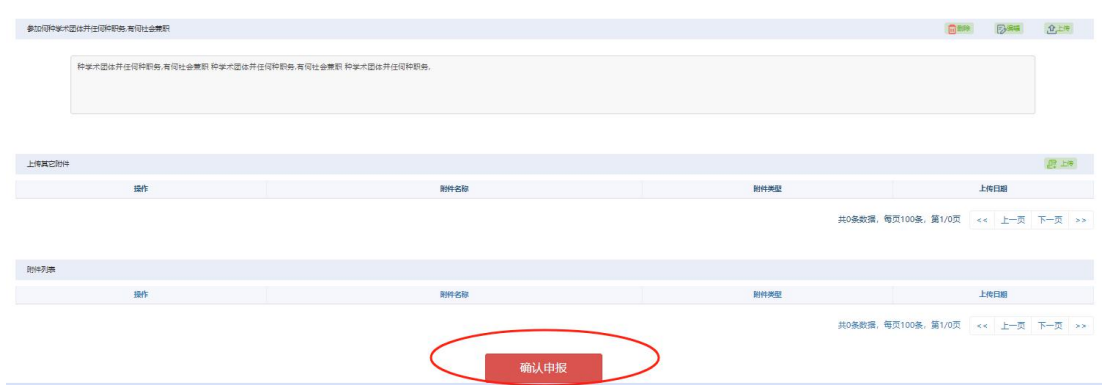 参加何种学术团体并任何种职务,有何社会兼职
删除 编辑 上传
种学术团体并任何种职务,有何社会兼职 种学术团体并任何种职务,有何社会兼职 种学术团体并任何种职务,
上传其它附件
上传
操作 附件名称 附件类型 上传日期
共0条数据，每页100条，第1/0页 << 上一页 下一页 >>
附件列表
操作 附件名称 附件类型 上传日期
共0条数据，每页100条，第1/0页 << 上一页 下一页 >>
确认申报